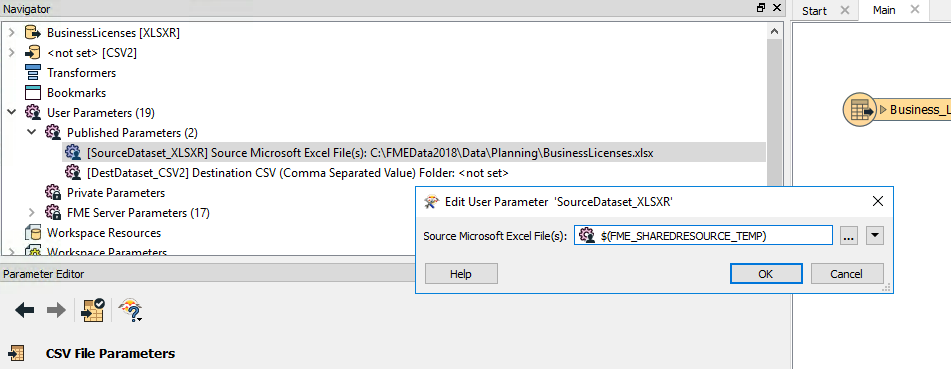 Navigator
Start
Main
BusinessLicenses [XLSXR]
<not set> [CSV2]
Transformers
Bookmarks
User Parameters (19)
Published Parameters (2)
[SourceDataset_XLSXR] Source Microsoft Excel File(s): C:\FMEData2018\Data\Planning\BusinessLicenses.xlsx
[DestDataset_CSV2] Destination CSV (Comma Separated Value) Folder: <not set>
Private Parameters
FME Server Parameters (17)
Workspace Resources
Workspace Parameters
Business_L
Edit User Parameter 'SourceDataset_XLSXR'
Source Microsoft Excel File(s): $(FME_SHAREDRESOURCE_TEMP) ...
Help OK Cancel
Parameter Editor
CSV File Parameters